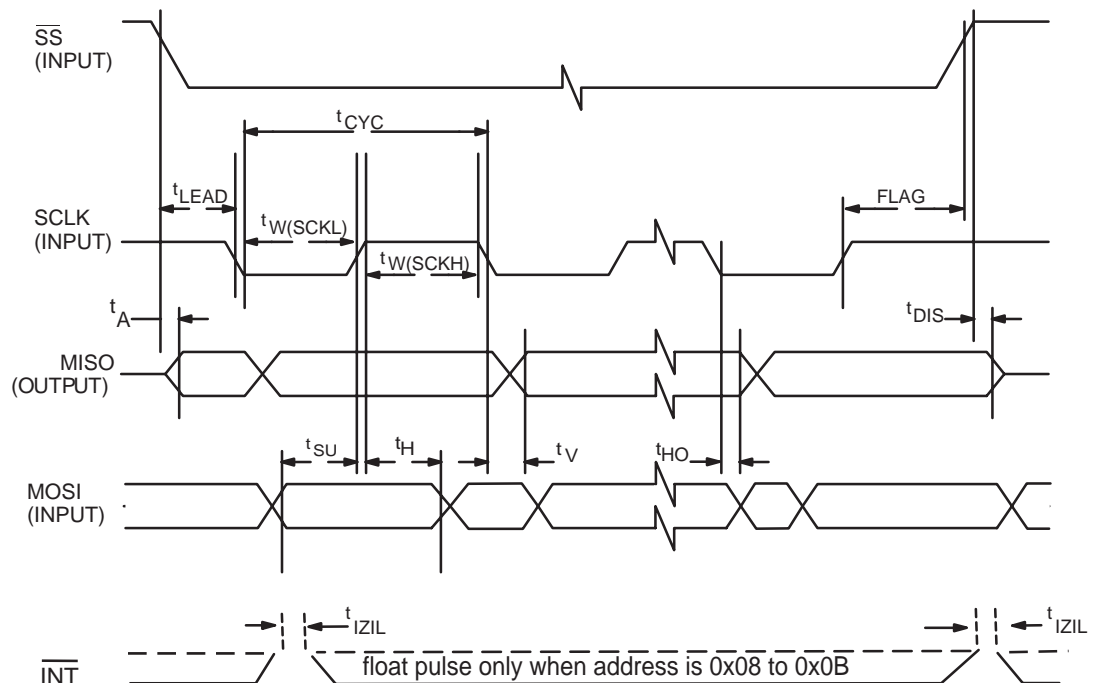 SS
(INPUT)
tCYC
tLEAD
FLAG
SCLK
(INPUT)
tW(SCKL)
tW(SCKH)
tA
tDIS
MISO
(OUTPUT)
tSU
tH
tV
tHO
MOSI
(INPUT)
tIZIL
tIZIL
float pulse only when address is 0x08 to 0x0B
INT